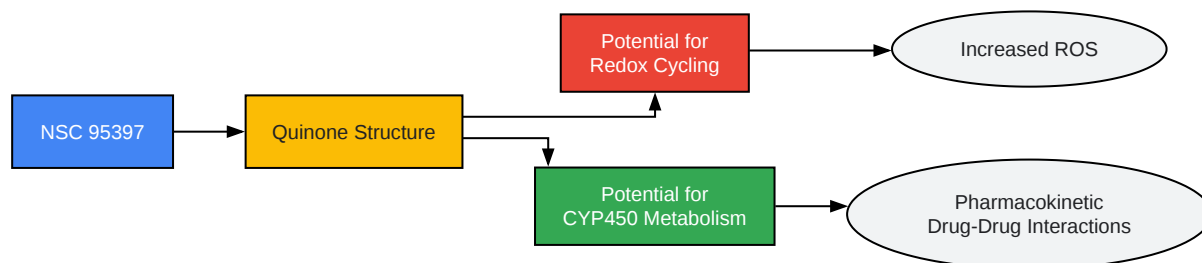 NSC 95397
Quinone Structure
Potential for
Redox Cycling
Increased ROS
Potential for
CYP450 Metabolism
Pharmacokinetic
Drug-Drug Interactions